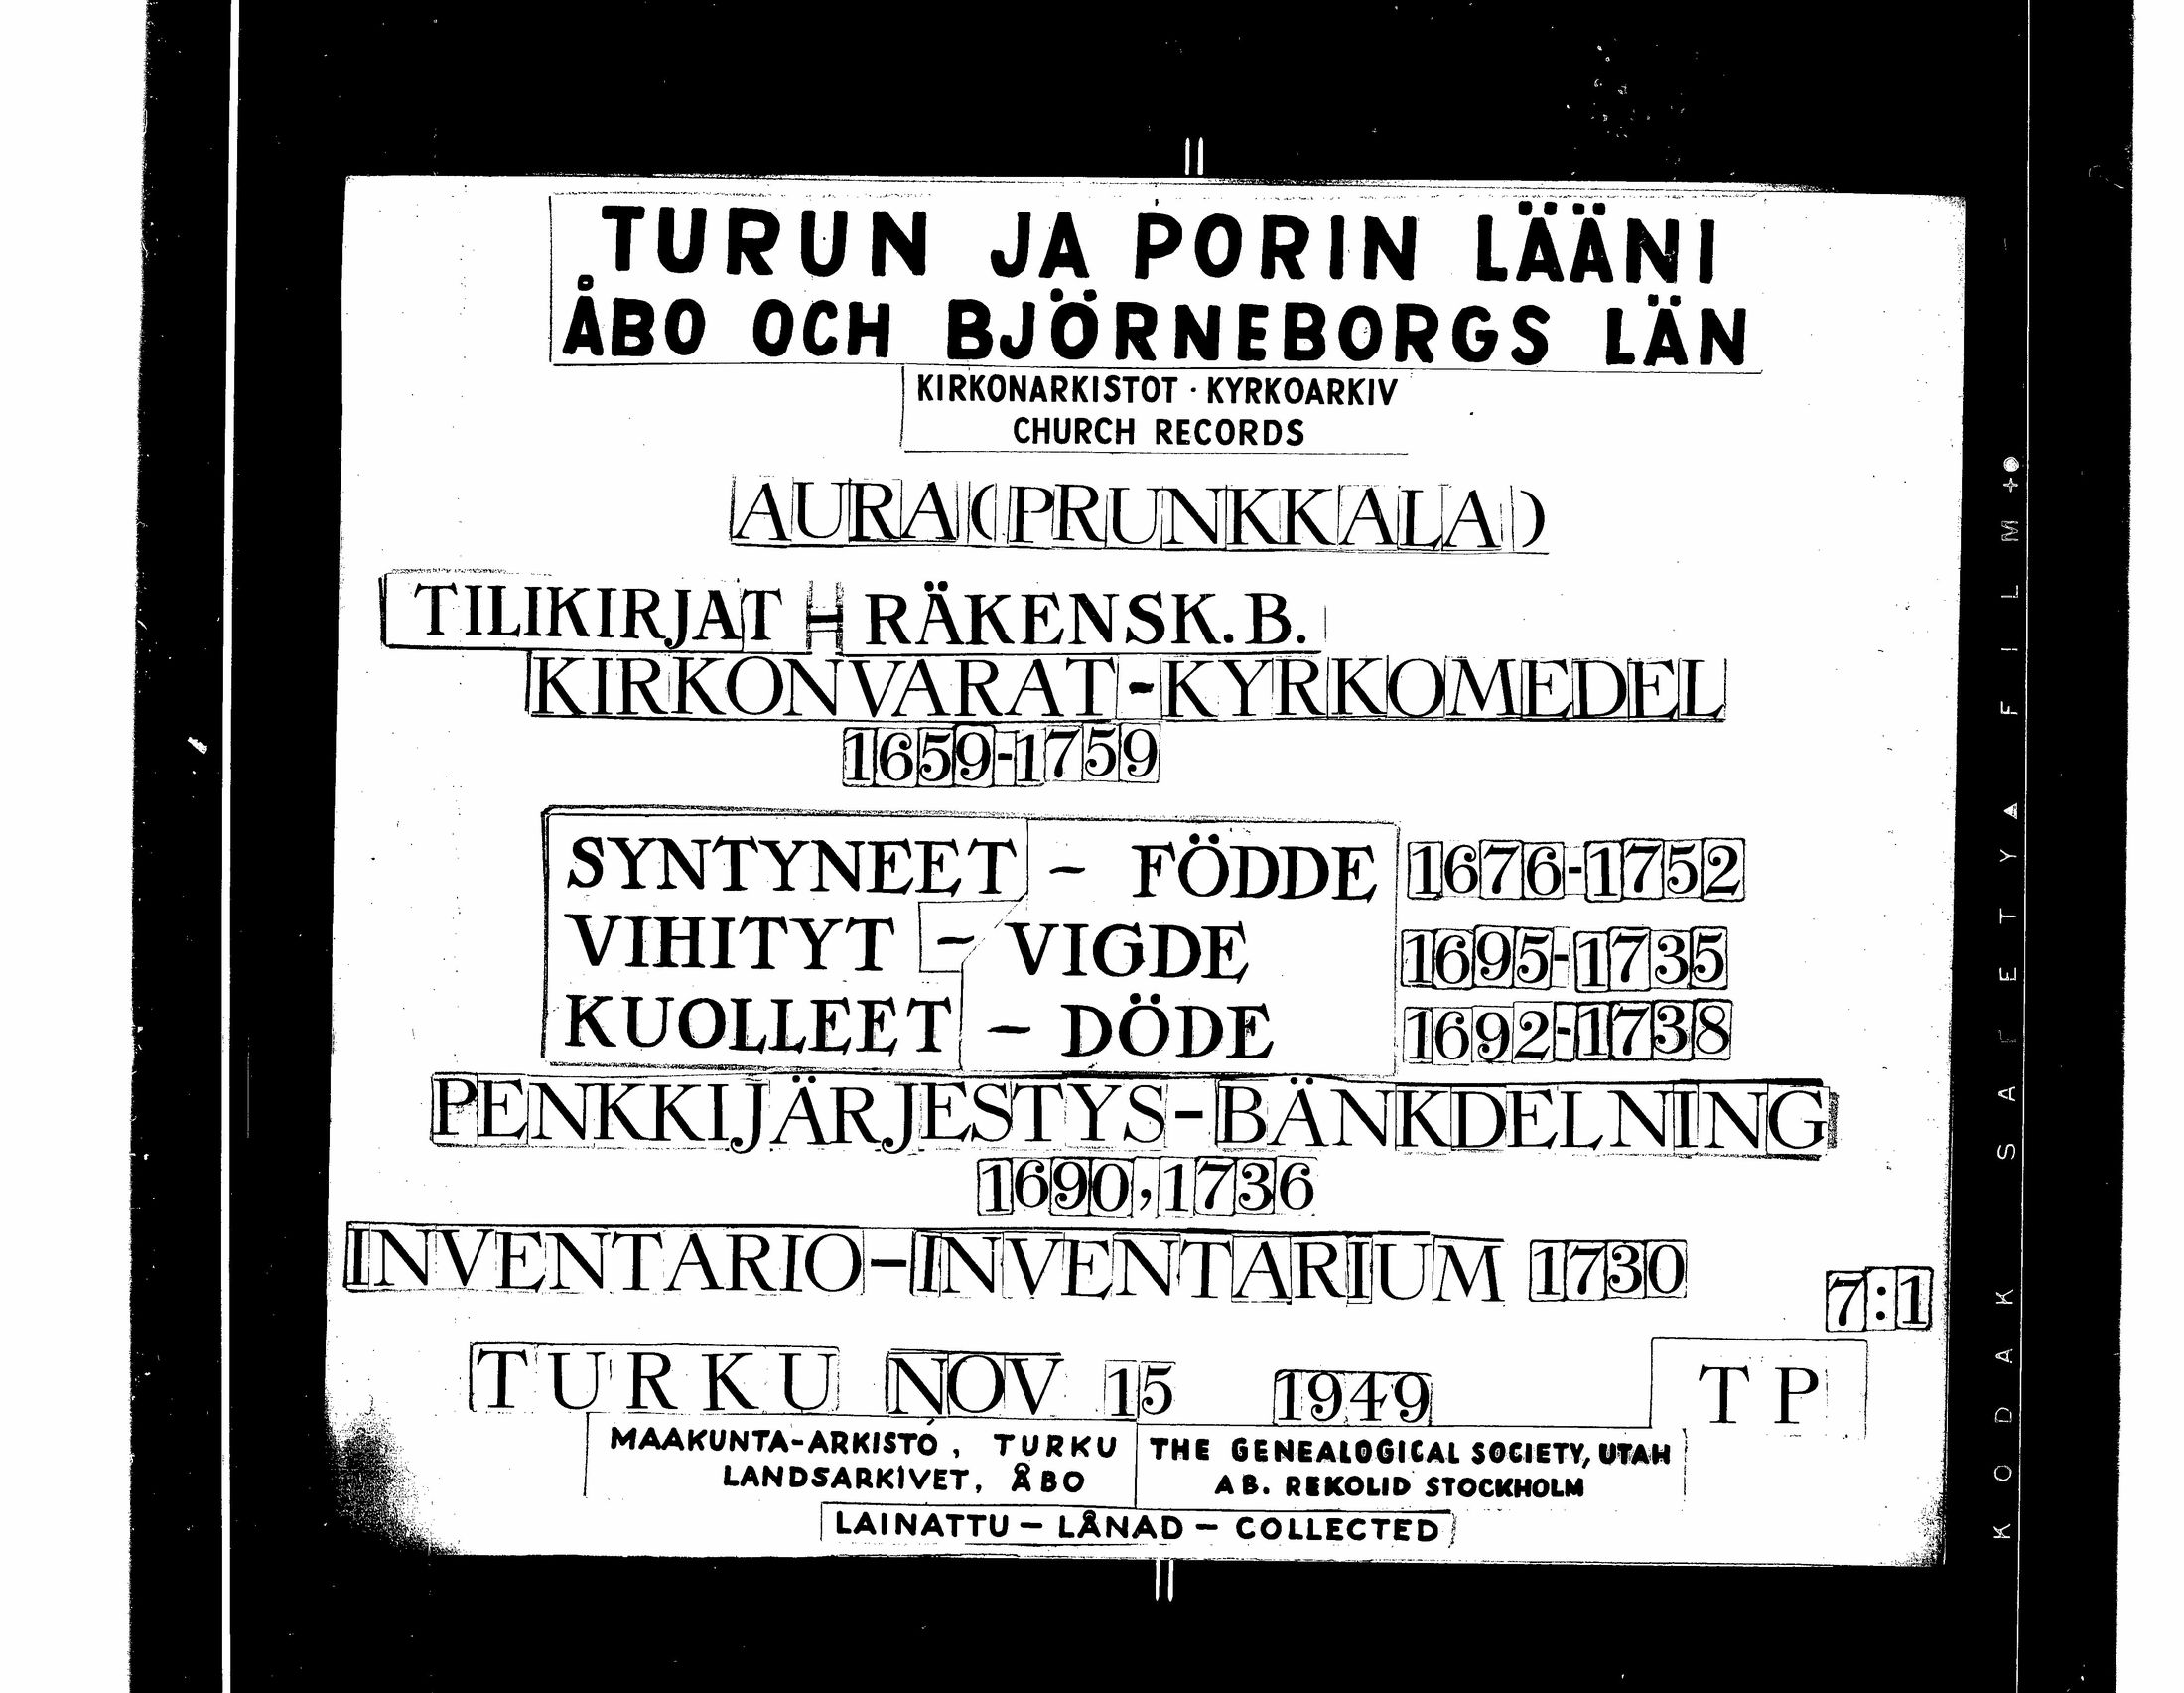 TURUN JA PORIN LÄÄNI
ÅBO OCH BJÖRNEBORGS LÄN
KIRKONARKISTOT · KYRKOARKIV
CHURCH RECORDS
AURA (PRUNKKALA)
TILIKIRJAT - RÄKENSK. B.
KIRKONVARAT - KYRKOMEDEL
1659-1759
SYNTYNEET - FÖDDE 1676-1752
VIHITYT - VIGDE 1695-1735
KUOLLEET - DÖDE 1692-1738
PENKKIJÄRJESTYS-BÄNKDELNING
1690, 1736
INVENTARIO-INVENTARIUM 1730
7:1
TURKU NOV 15 1949 TP
MAAKUNTA-ARKISTO, TURKU
LANDSARKIVET, ÅBO
THE GENEALOGICAL SOCIETY, UTAH
AB. REKOLID STOCKHOLM
LAINATTU - LÅNAD - COLLECTED
KODAK SAFETY ▲ FILM